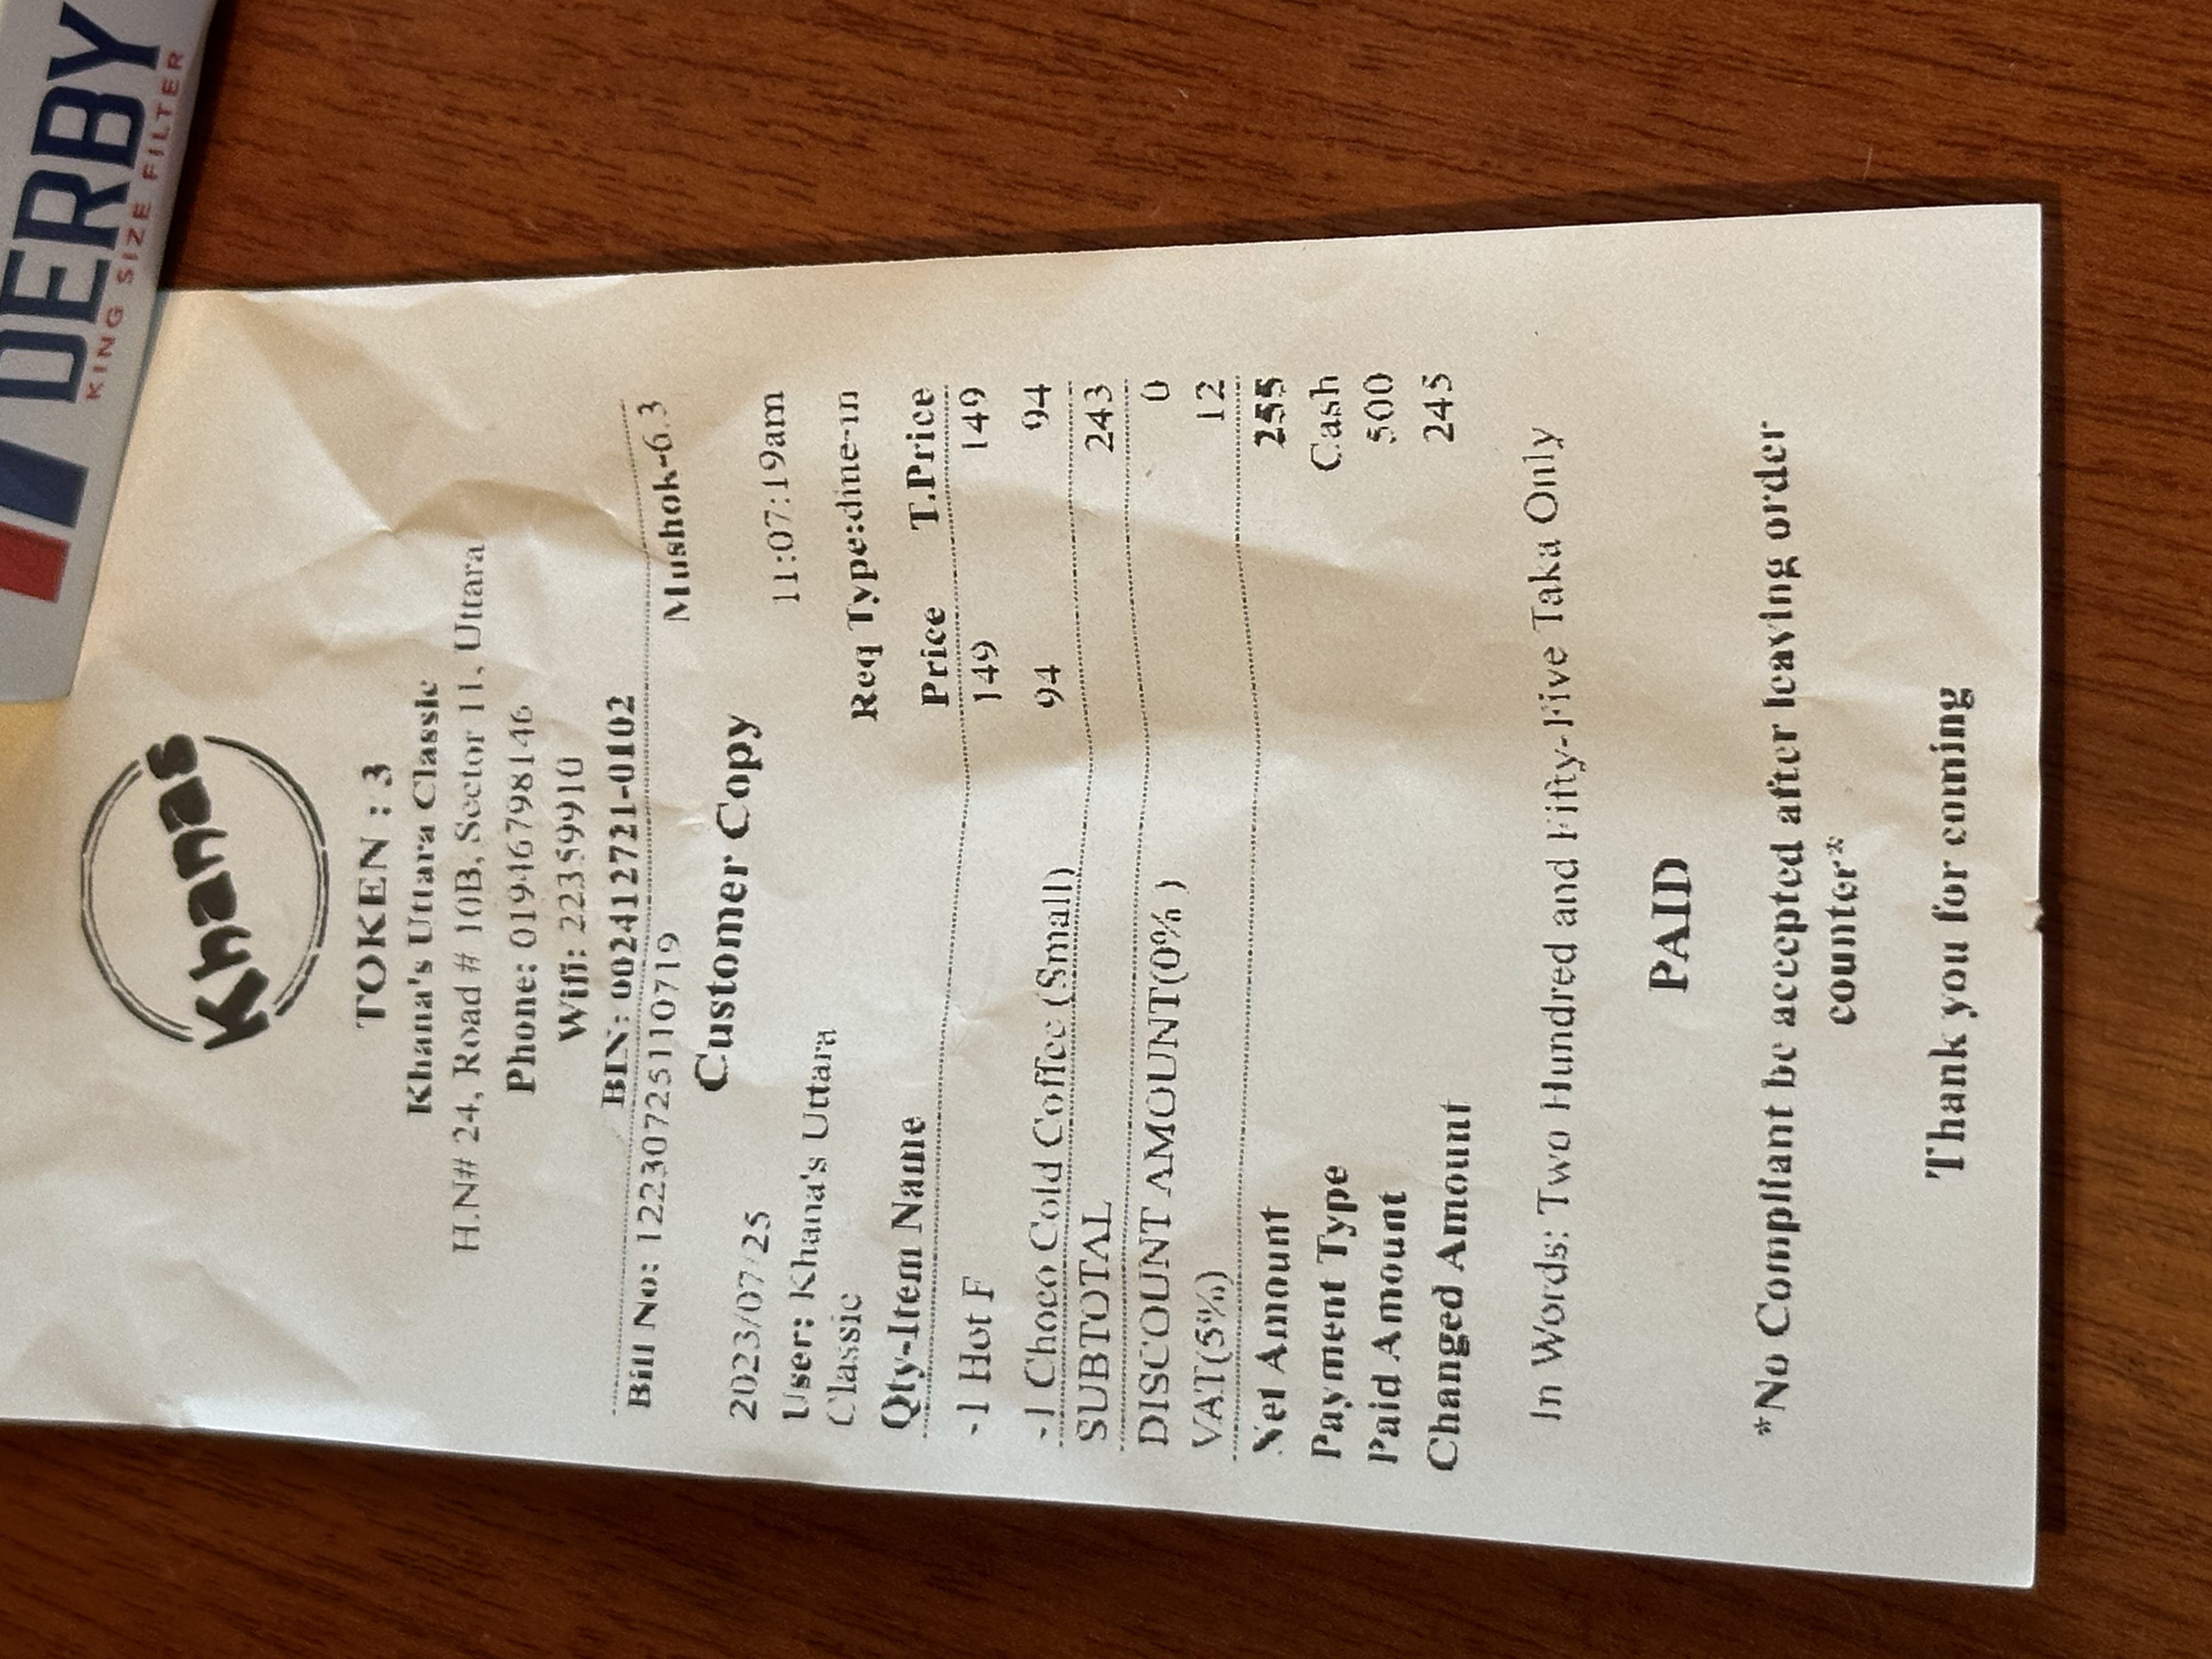 DERBY
KING SIZE FILTER
Khanas
TOKEN : 3
Khana's Uttara Classic
H.N# 24, Road # 10B, Sector 11, Uttara
Phone: 01946798146
Wifi: 22359910
BIN: 002412721-0102
Bill No: 12230725110719 Mushok-6.3
Customer Copy
2023/07/25 11:07:19am
User: Khana's Uttara
Classic Req Type:dine-in
Qty-Item Name Price T.Price
-1 Hot F 149 149
-1 Choco Cold Coffee (Small) 94 94
SUBTOTAL 243
DISCOUNT AMOUNT(0% ) 0
VAT(5%) 12
Net Amount 255
Payment Type Cash
Paid Amount 500
Changed Amount 245
In Words: Two Hundred and Fifty-Five Taka Only
PAID
*No Compliant be accepted after leaving order
counter*
Thank you for coming